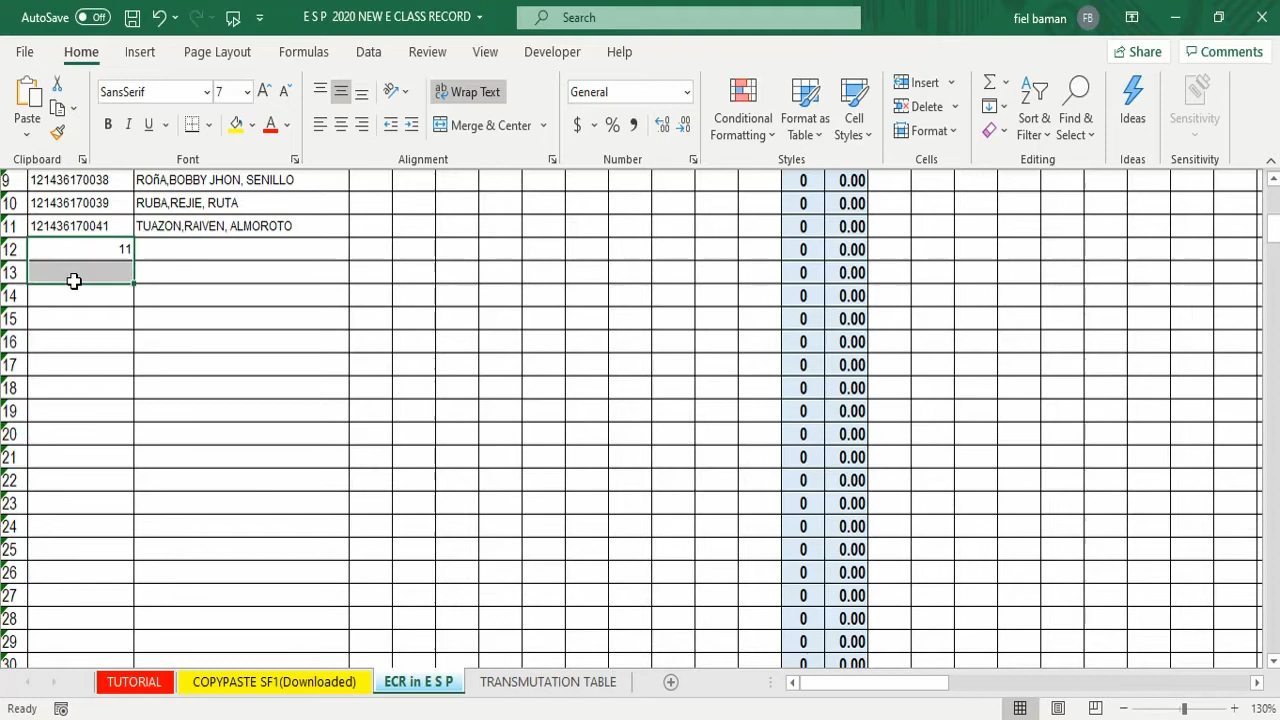 AutoSave Off E S P 2020 NEW E CLASS RECORD Search fiel baman FB
File Home Insert Page Layout Formulas Data Review View Developer Help Share Comments
SansSerif 7 A A Wrap Text General Insert
Paste Conditional Format as Cell Delete Sort & Find & Ideas Sensitivity
B I U A Merge & Center $ % , Formatting Table Styles Format Filter Select
Clipboard Font Alignment Number Styles Cells Editing Ideas Sensitivity
9 121436170038 ROñA,BOBBY JHON, SENILLO 0 0.00
10 121436170039 RUBA,REJIE, RUTA 0 0.00
11 121436170041 TUAZON,RAIVEN, ALMOROTO 0 0.00
12 11 0 0.00
13 0 0.00
14 0 0.00
15 0 0.00
16 0 0.00
17 0 0.00
18 0 0.00
19 0 0.00
20 0 0.00
21 0 0.00
22 0 0.00
23 0 0.00
24 0 0.00
25 0 0.00
26 0 0.00
27 0 0.00
28 0 0.00
29 0 0.00
30 0 0.00
TUTORIAL COPYPASTE SF1(Downloaded) ECR in E S P TRANSMUTATION TABLE
Ready 130%